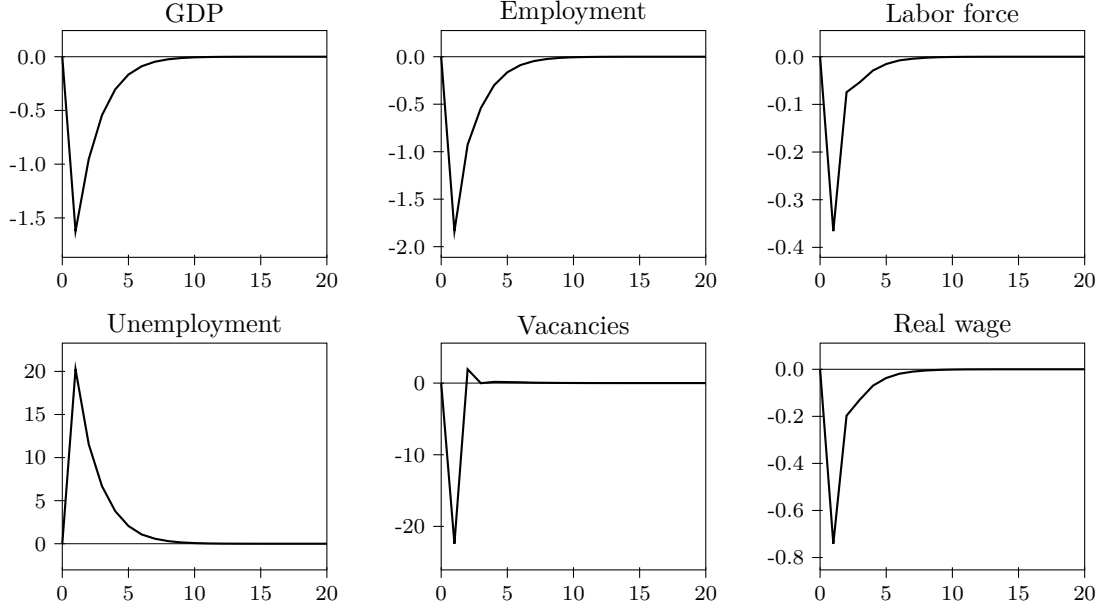 GDP
0.0
-0.5
-1.0
-1.5
0 5 10 15 20
Employment
0.0
-0.5
-1.0
-1.5
-2.0
0 5 10 15 20
Labor force
0.0
-0.1
-0.2
-0.3
-0.4
0 5 10 15 20
Unemployment
20
15
10
5
0
0 5 10 15 20
Vacancies
0
-10
-20
0 5 10 15 20
Real wage
0.0
-0.2
-0.4
-0.6
-0.8
0 5 10 15 20